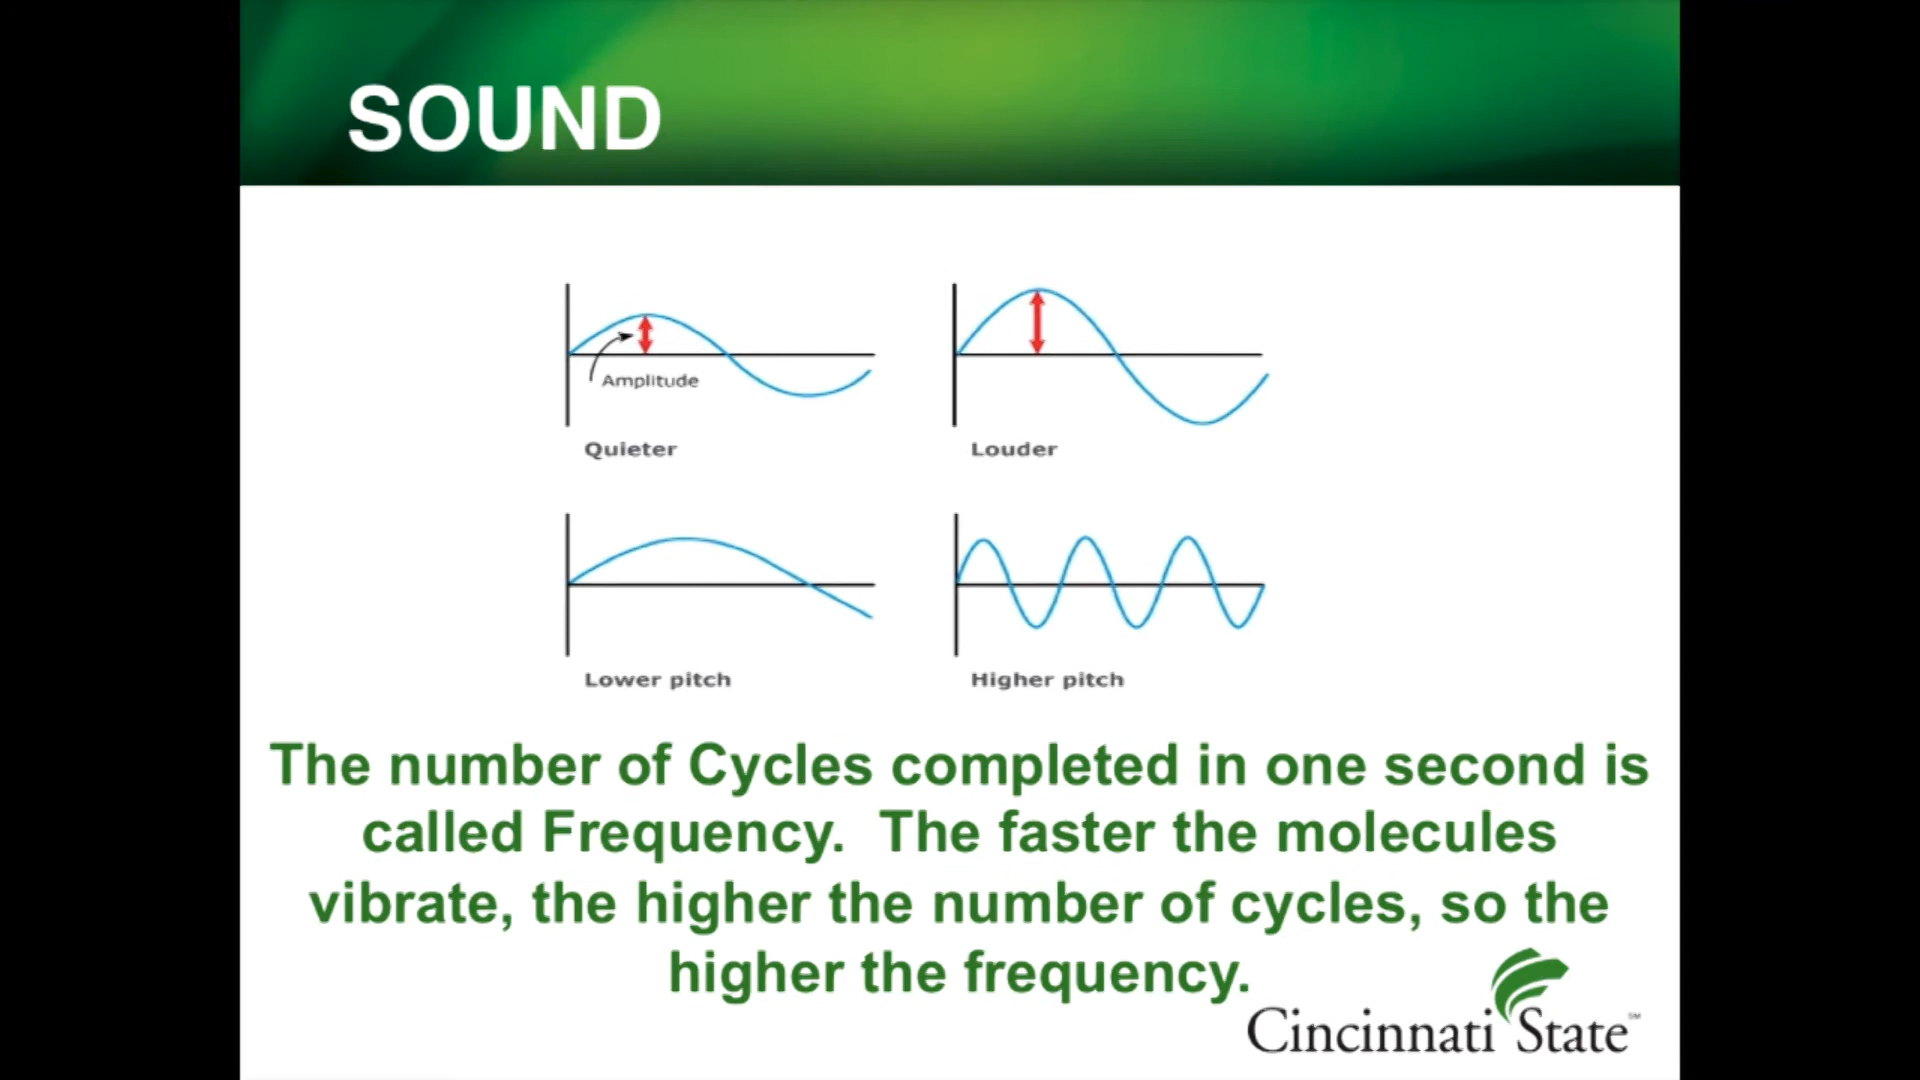 SOUND
Amplitude
Quieter
Louder
Lower pitch
Higher pitch
The number of Cycles completed in one second is
called Frequency.  The faster the molecules
vibrate, the higher the number of cycles, so the
higher the frequency.
Cincinnati State℠